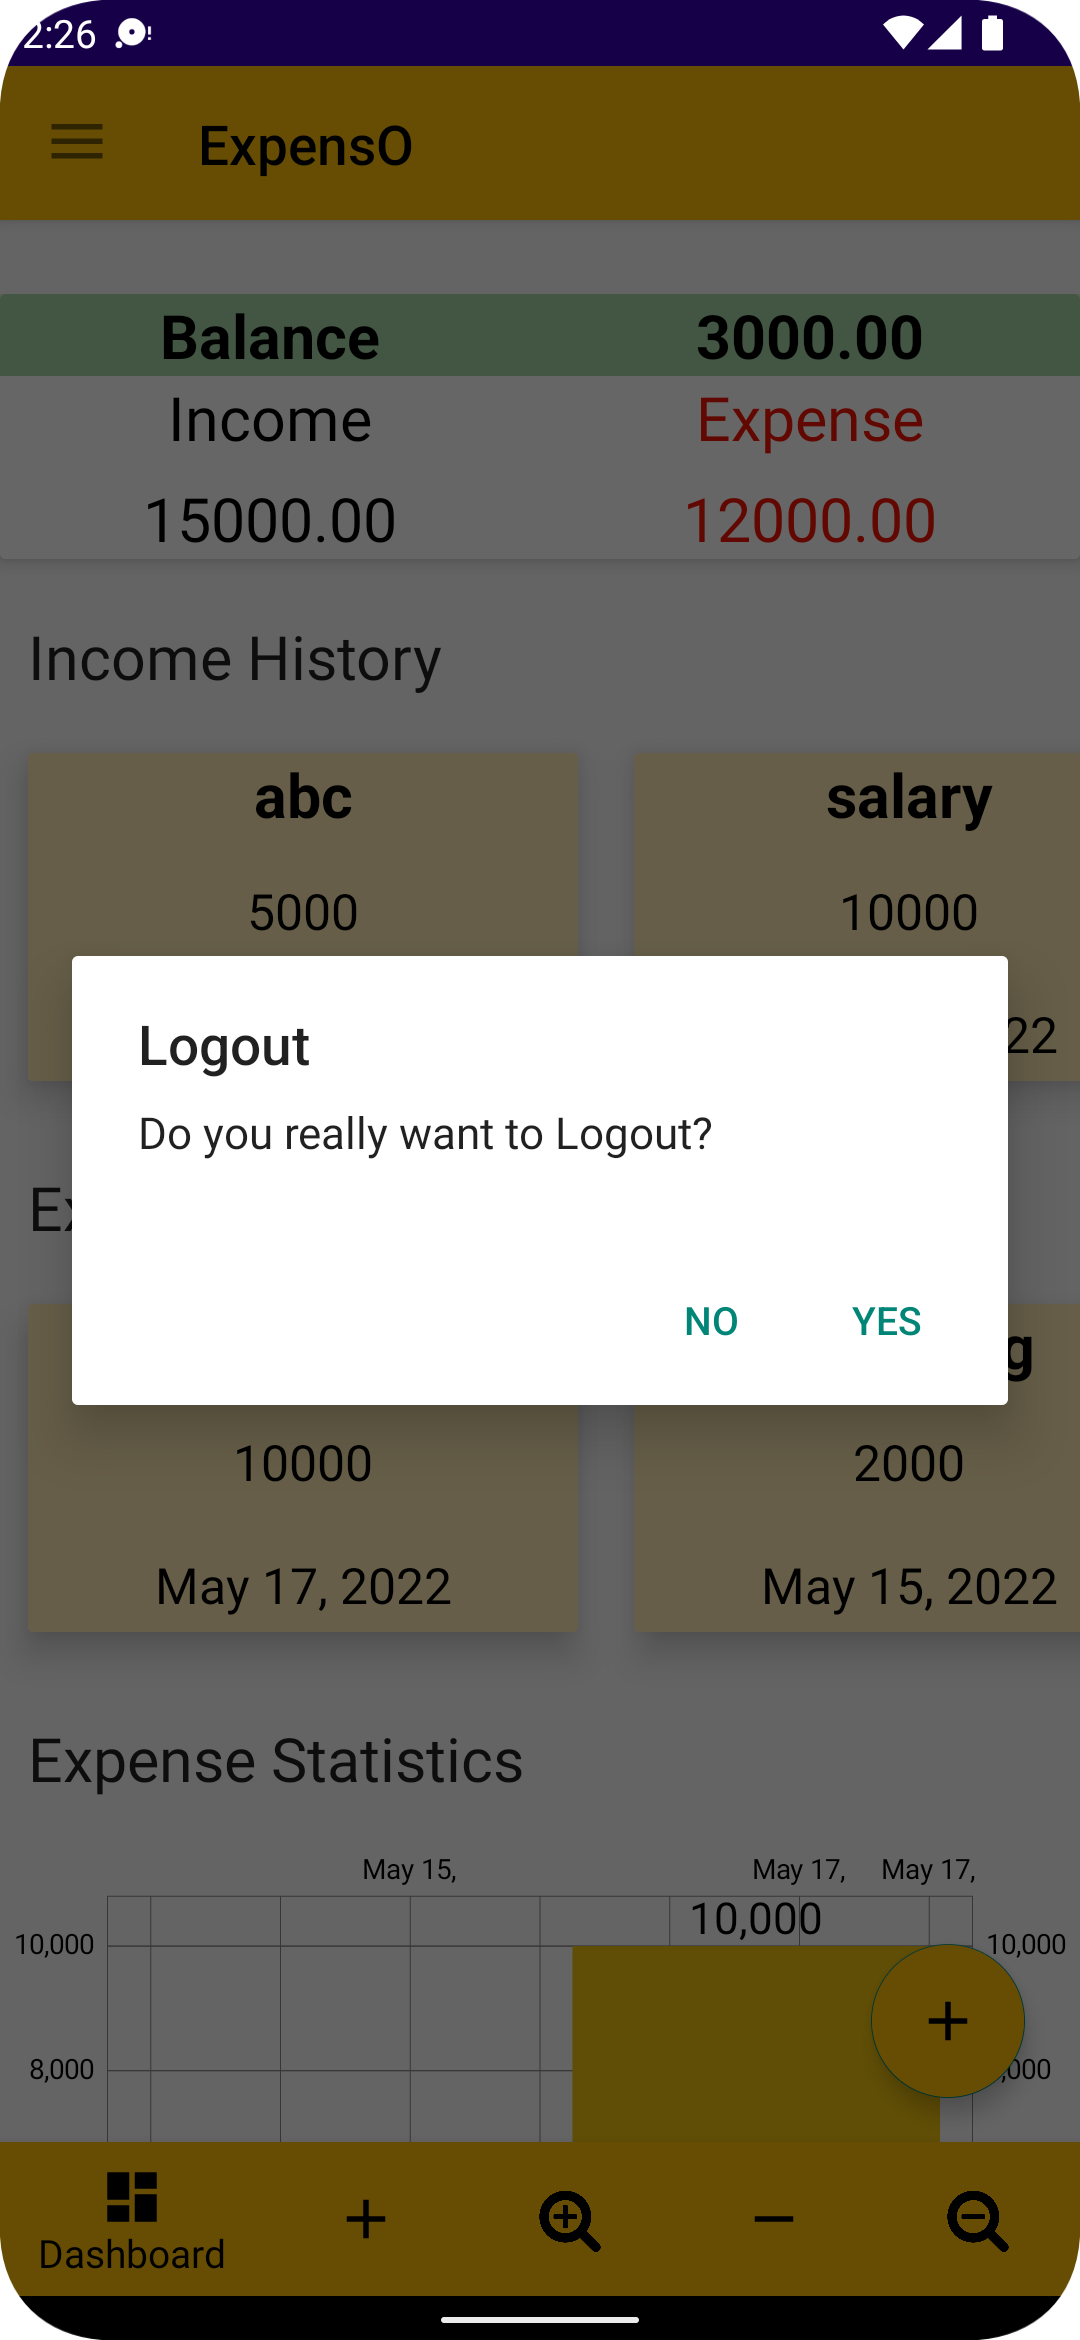 2:26
ExpensO
Balance 3000.00
Income Expense
15000.00 12000.00
Income History
abc salary
5000 10000
22
Logout
Do you really want to Logout?
NO YES
10000 2000
May 17, 2022 May 15, 2022
Expense Statistics
May 15, May 17, May 17,
10,000
10,000 10,000
8,000 ,000
Dashboard